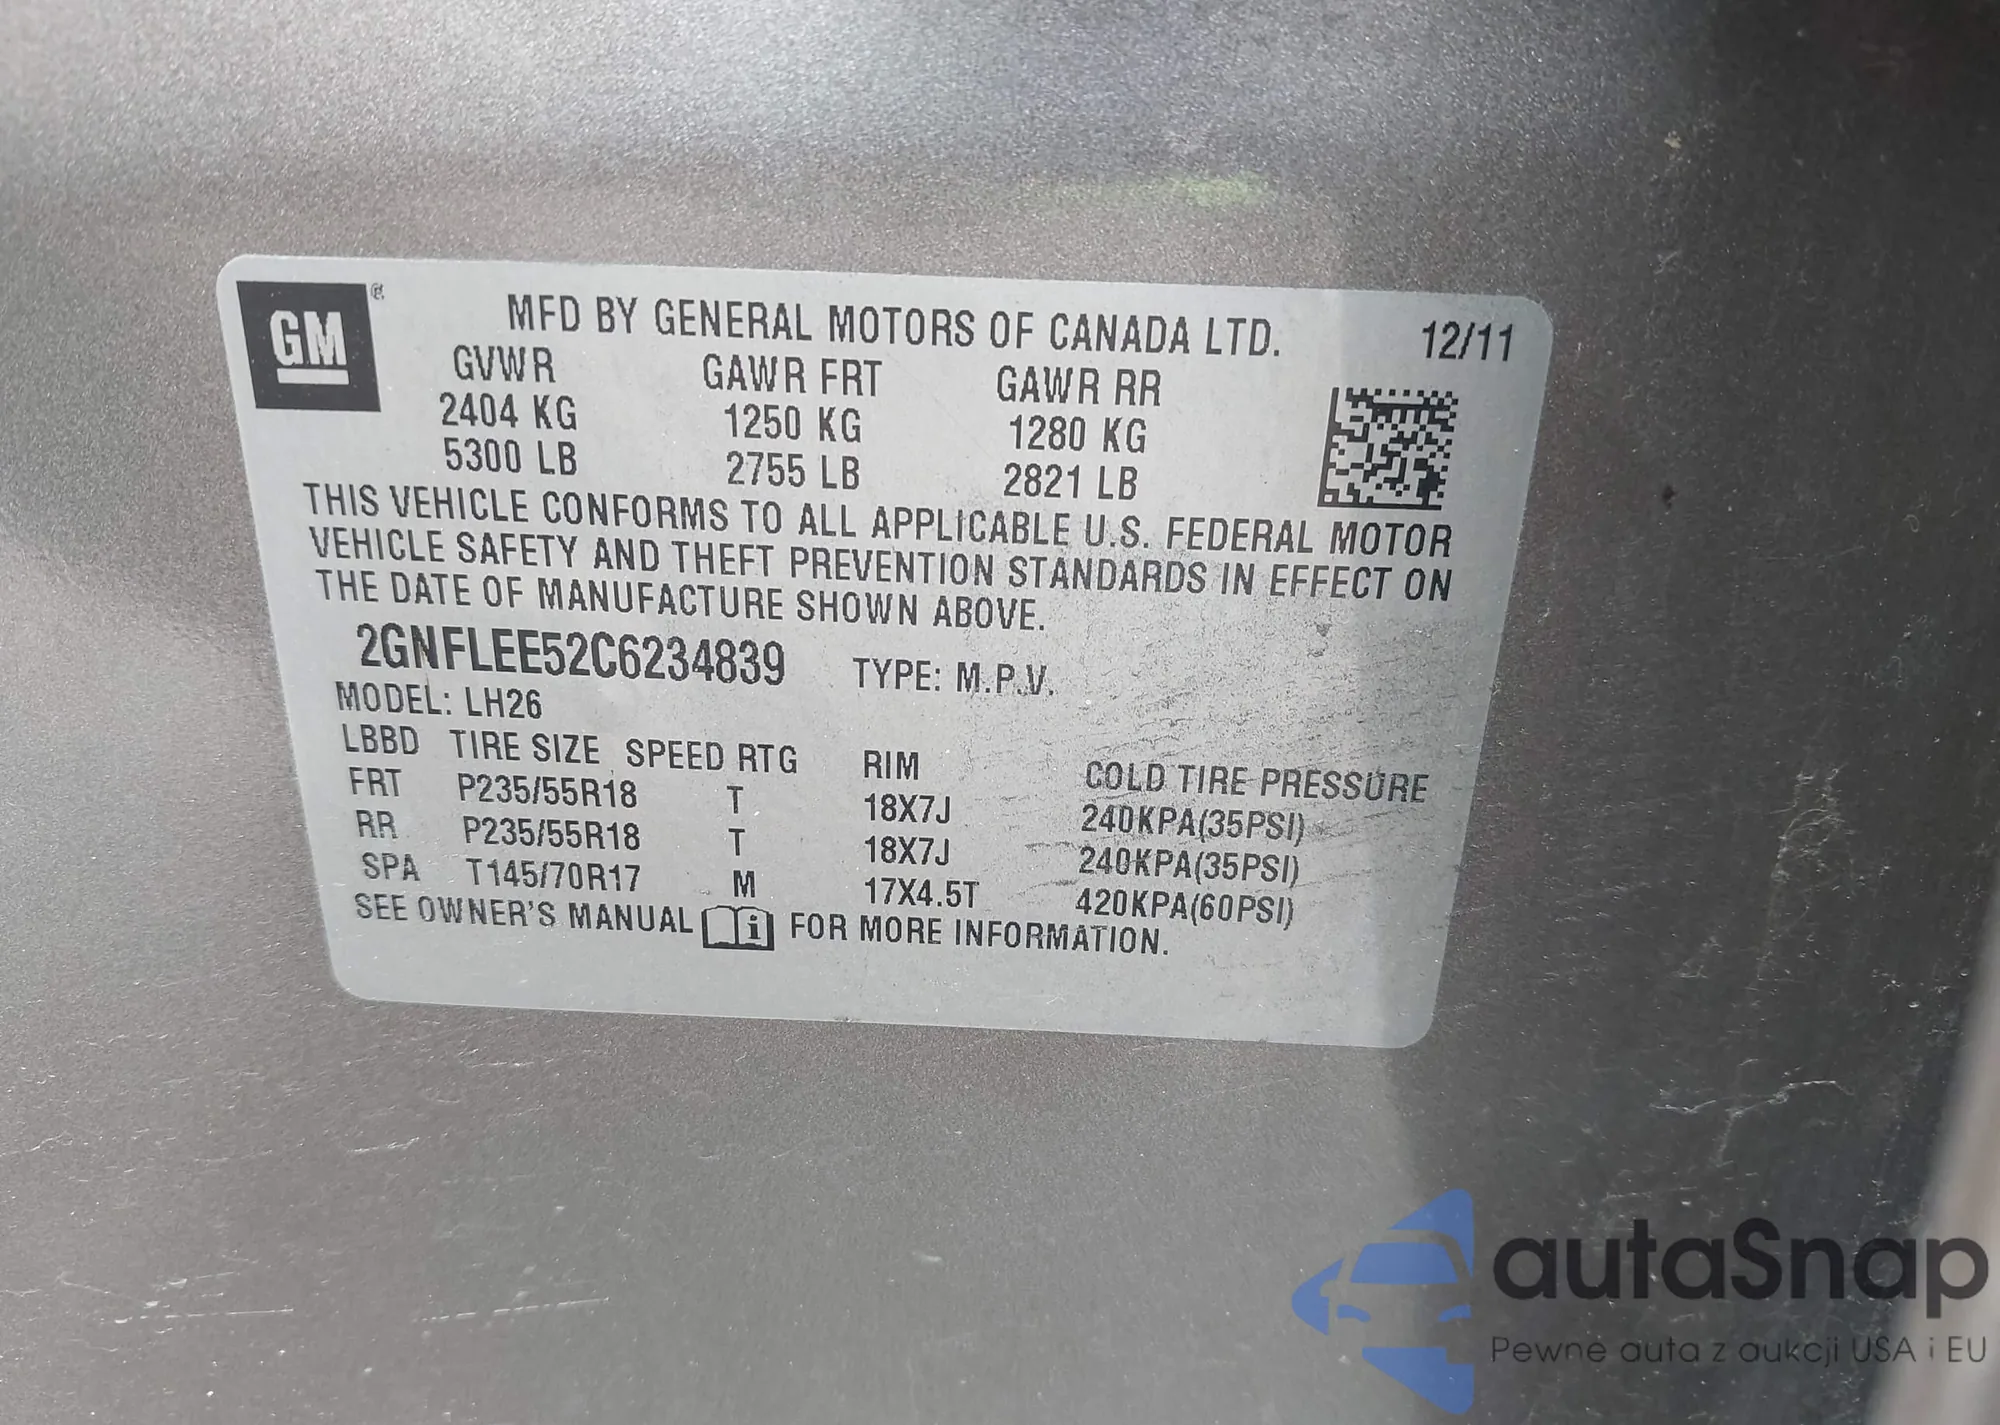 GM ®
MFD BY GENERAL MOTORS OF CANADA LTD. 12/11
GVWR GAWR FRT GAWR RR
2404 KG 1250 KG 1280 KG
5300 LB 2755 LB 2821 LB
THIS VEHICLE CONFORMS TO ALL APPLICABLE U.S. FEDERAL MOTOR
VEHICLE SAFETY AND THEFT PREVENTION STANDARDS IN EFFECT ON
THE DATE OF MANUFACTURE SHOWN ABOVE.
2GNFLEE52C6234839 TYPE: M.P.V.
MODEL: LH26
LBBD TIRE SIZE SPEED RTG RIM COLD TIRE PRESSURE
FRT P235/55R18 T 18X7J 240KPA(35PSI)
RR P235/55R18 T 18X7J 240KPA(35PSI)
SPA T145/70R17 M 17X4.5T 420KPA(60PSI)
SEE OWNER'S MANUAL i FOR MORE INFORMATION.
autaSnap
Pewne auta z aukcji USA i EU